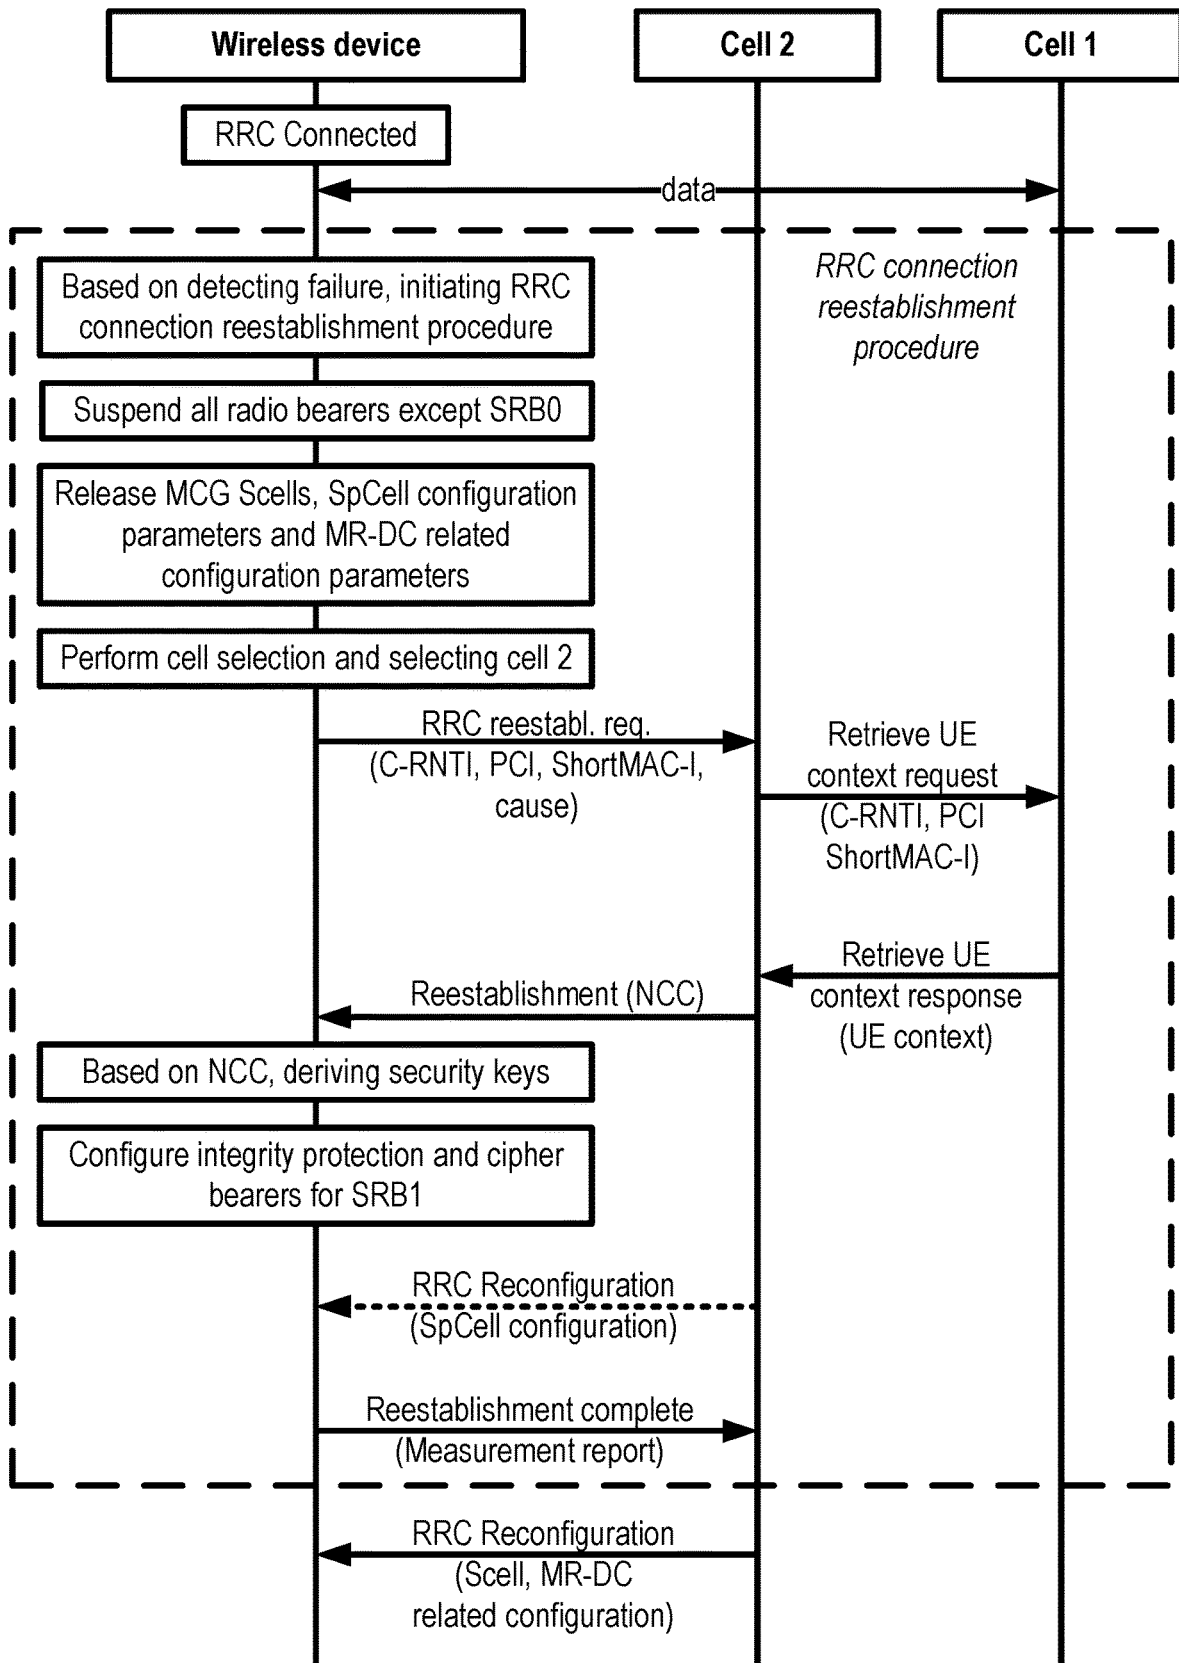 Wireless device
Cell 2
Cell 1
RRC Connected
data
RRC connection
reestablishment
procedure
Based on detecting failure, initiating RRC
connection reestablishment procedure
Suspend all radio bearers except SRB0
Release MCG Scells, SpCell configuration
parameters and MR-DC related
configuration parameters
Perform cell selection and selecting cell 2
RRC reestabl. req.
(C-RNTI, PCI, ShortMAC-I,
cause)
Retrieve UE
context request
(C-RNTI, PCI
ShortMAC-I)
Retrieve UE
context response
(UE context)
Reestablishment (NCC)
Based on NCC, deriving security keys
Configure integrity protection and cipher
bearers for SRB1
RRC Reconfiguration
(SpCell configuration)
Reestablishment complete
(Measurement report)
RRC Reconfiguration
(Scell, MR-DC
related configuration)